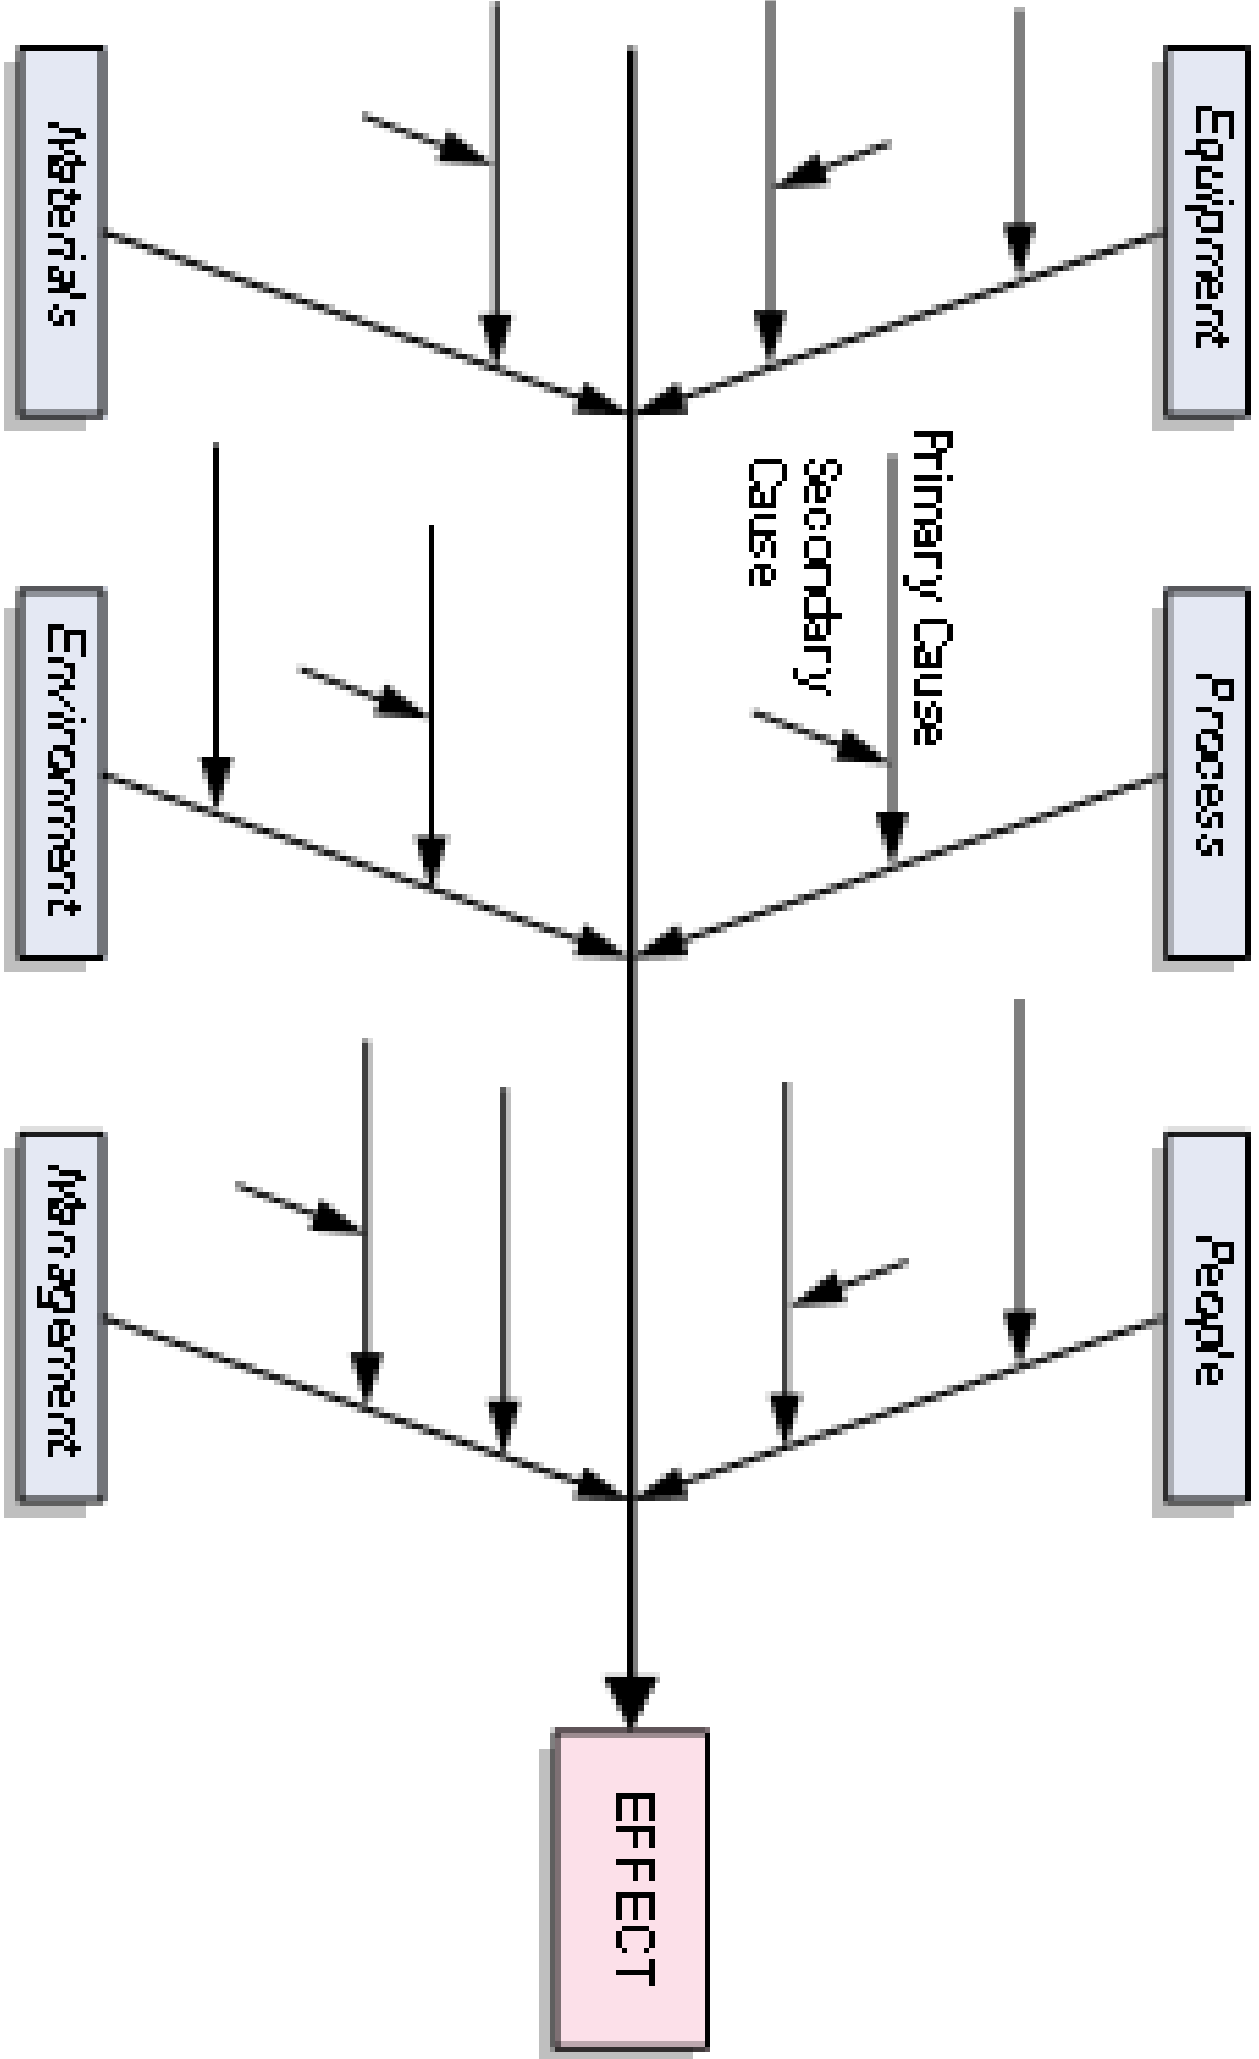 Equipment
Process
People
Primary Cause
Secondary
Cause
EFFECT
Materials
Environment
Management